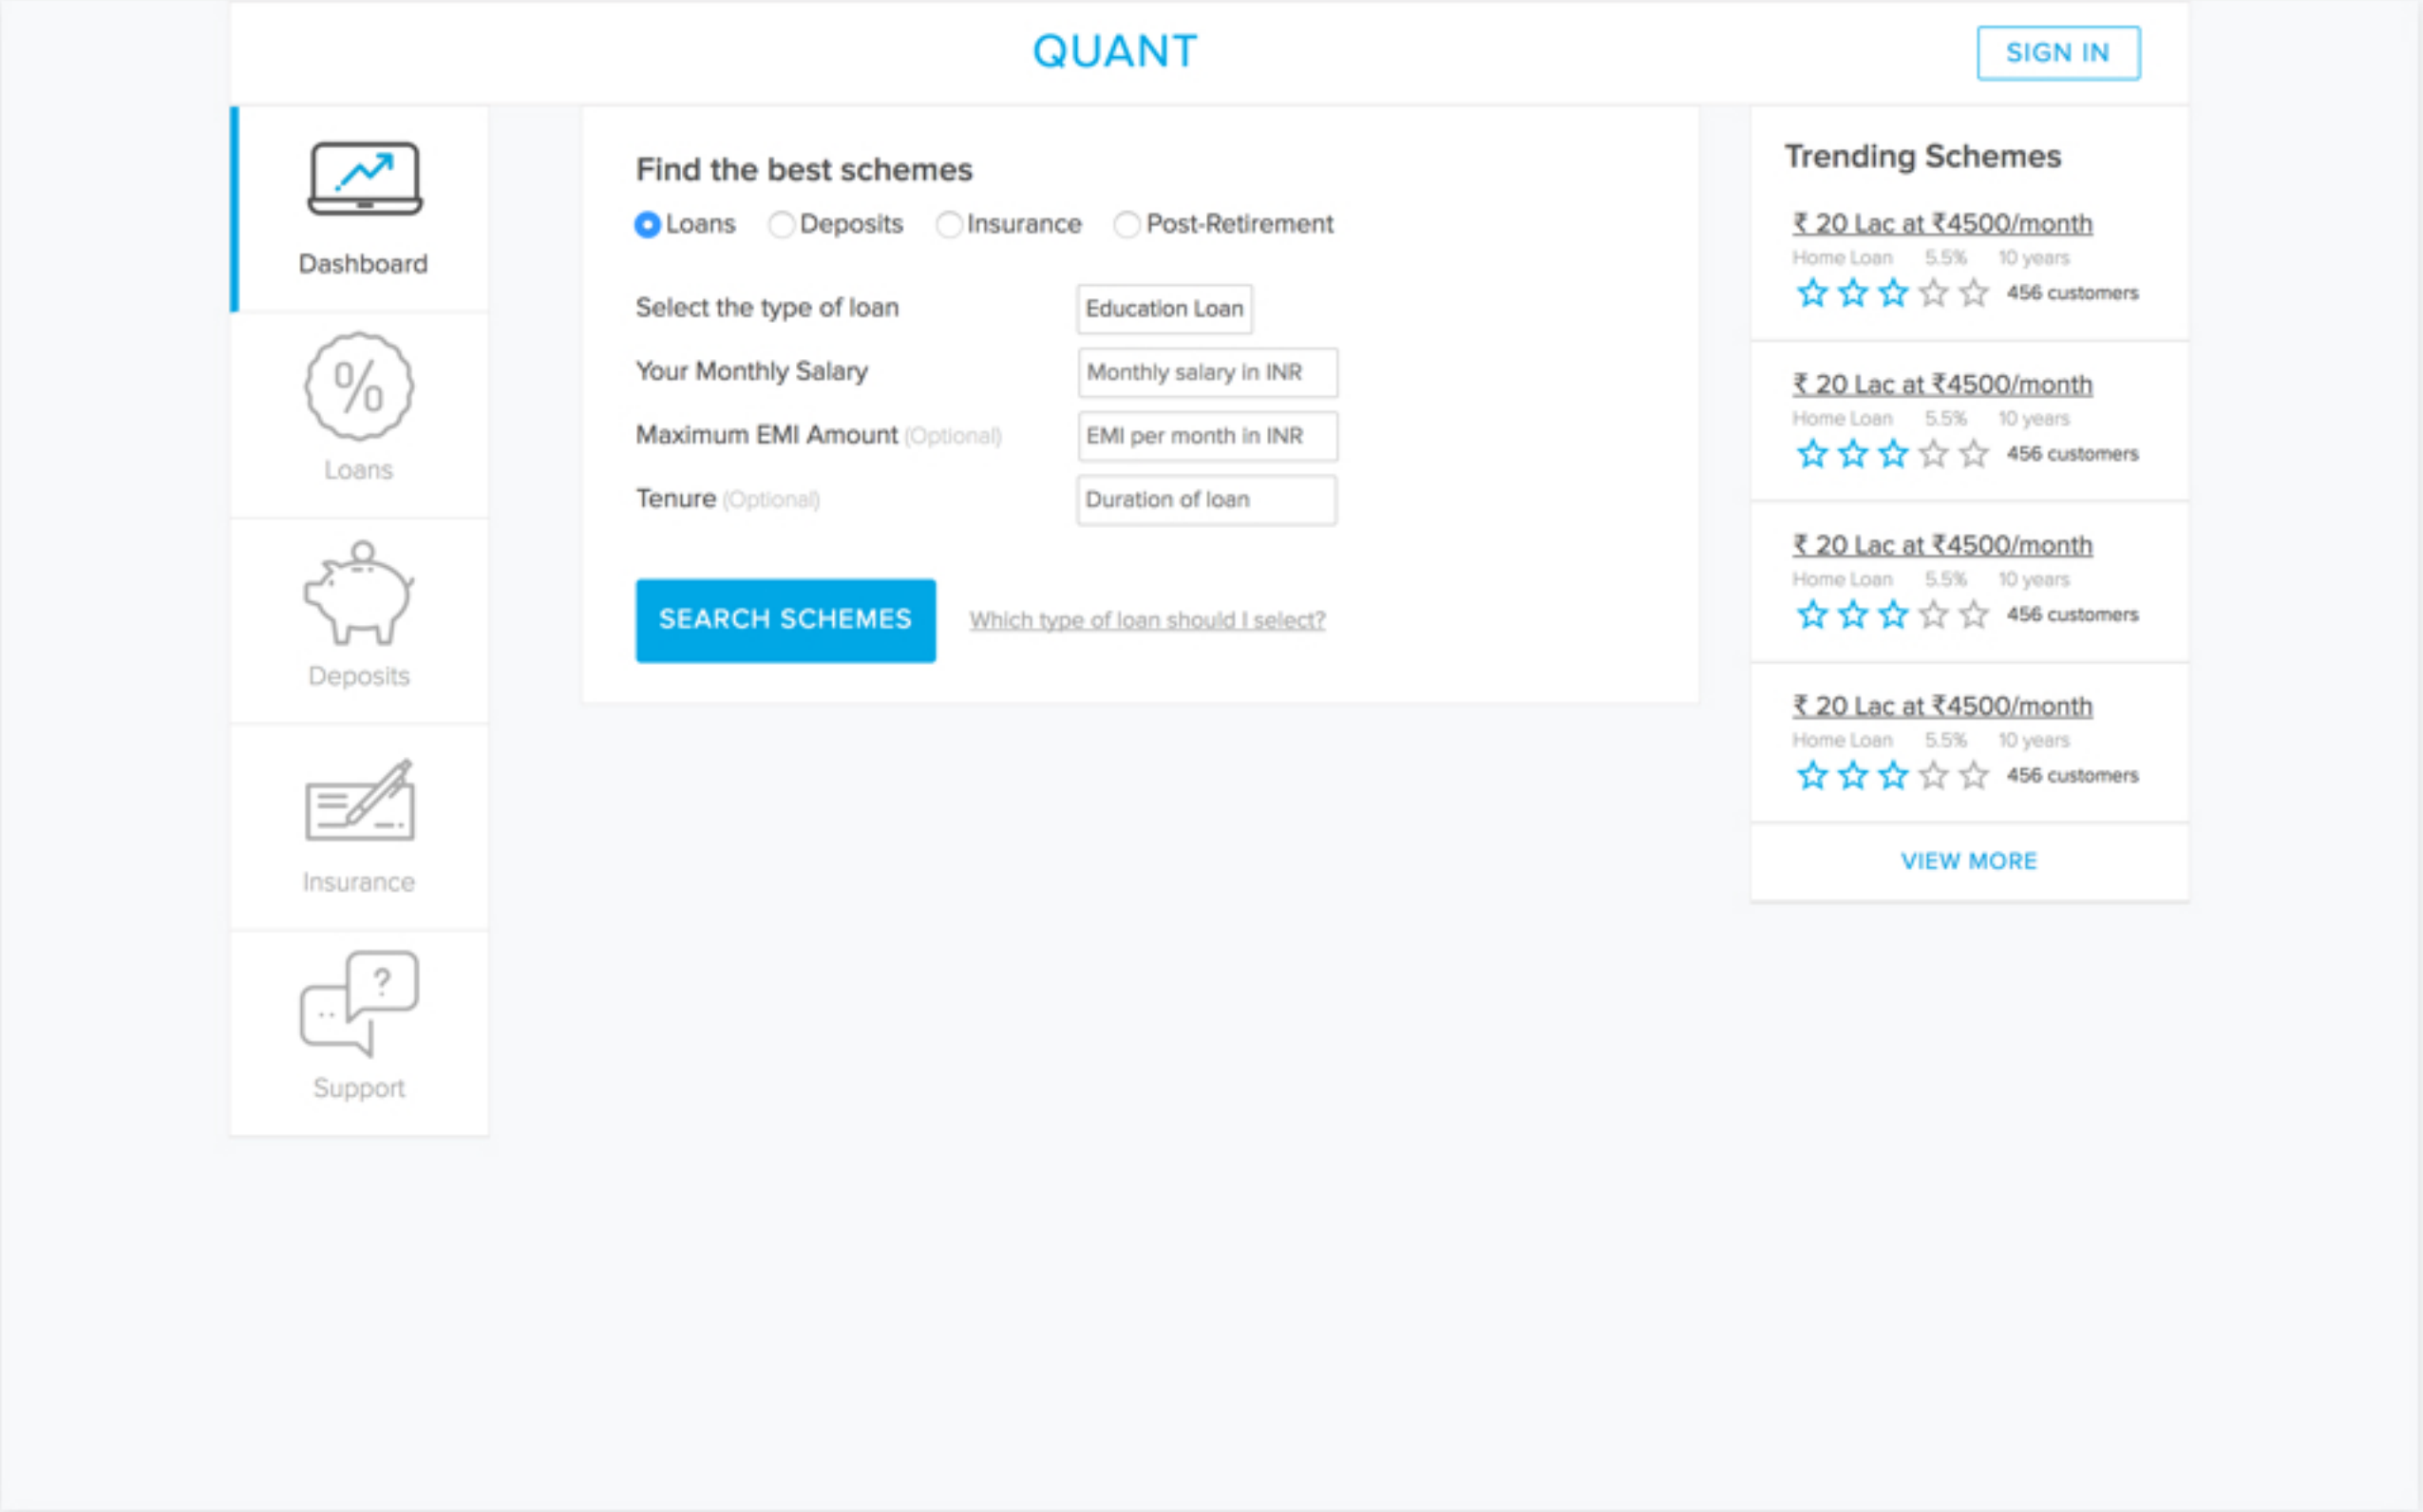 QUANT
SIGN IN
Dashboard
%
Loans
Deposits
Insurance
?
Support
Find the best schemes
Loans Deposits Insurance Post-Retirement
Select the type of loan Education Loan
Your Monthly Salary Monthly salary in INR
Maximum EMI Amount (Optional) EMI per month in INR
Tenure (Optional) Duration of loan
SEARCH SCHEMES Which type of loan should I select?
Trending Schemes
₹ 20 Lac at ₹4500/month
Home Loan 5.5% 10 years
456 customers
₹ 20 Lac at ₹4500/month
Home Loan 5.5% 10 years
456 customers
₹ 20 Lac at ₹4500/month
Home Loan 5.5% 10 years
456 customers
₹ 20 Lac at ₹4500/month
Home Loan 5.5% 10 years
456 customers
VIEW MORE